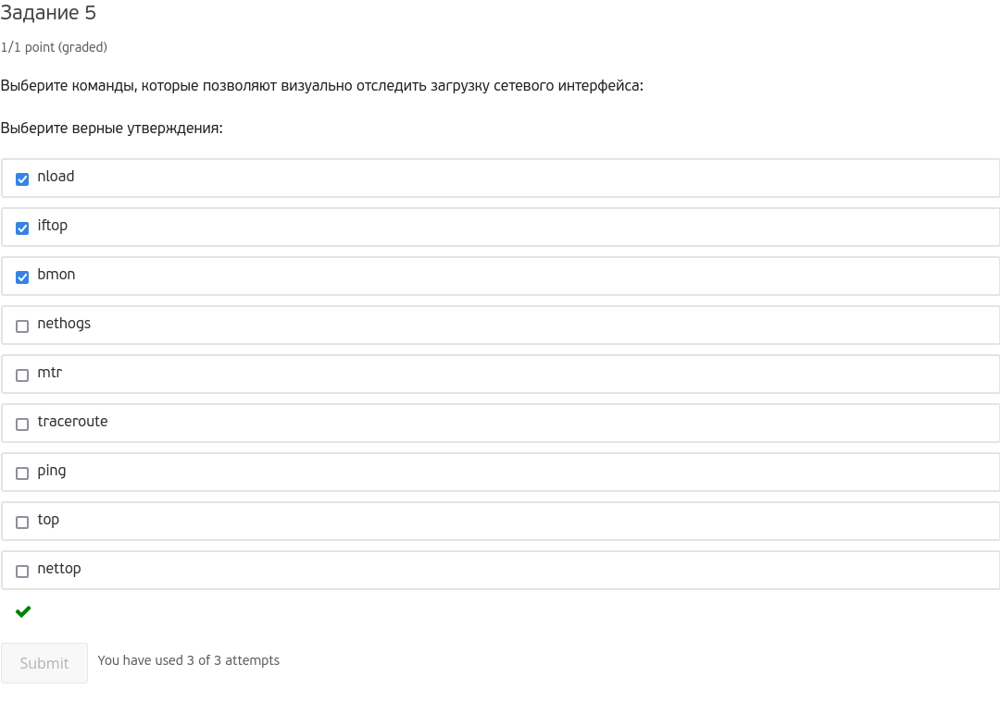 Задание 5
1/1 point (graded)
Выберите команды, которые позволяют визуально отследить загрузку сетевого интерфейса:
Выберите верные утверждения:
nload
iftop
bmon
nethogs
mtr
traceroute
ping
top
nettop
Submit
You have used 3 of 3 attempts